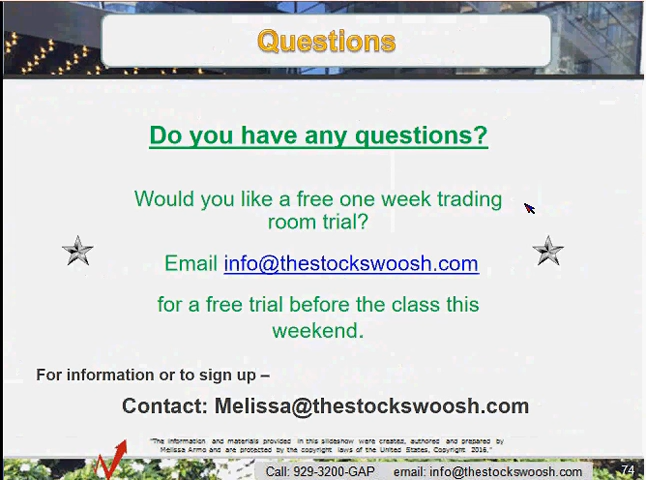 Questions
Do you have any questions?
Would you like a free one week trading
room trial?
Email info@thestockswoosh.com
for a free trial before the class this
weekend.
For information or to sign up –
Contact: Melissa@thestockswoosh.com
"The information and materials provided in this slideshow were creates, authored and prepared by
Melissa Armo and are protected by the copyright laws of the United States, Copyright 2016."
Call: 929-3200-GAP email: info@thestockswoosh.com
74